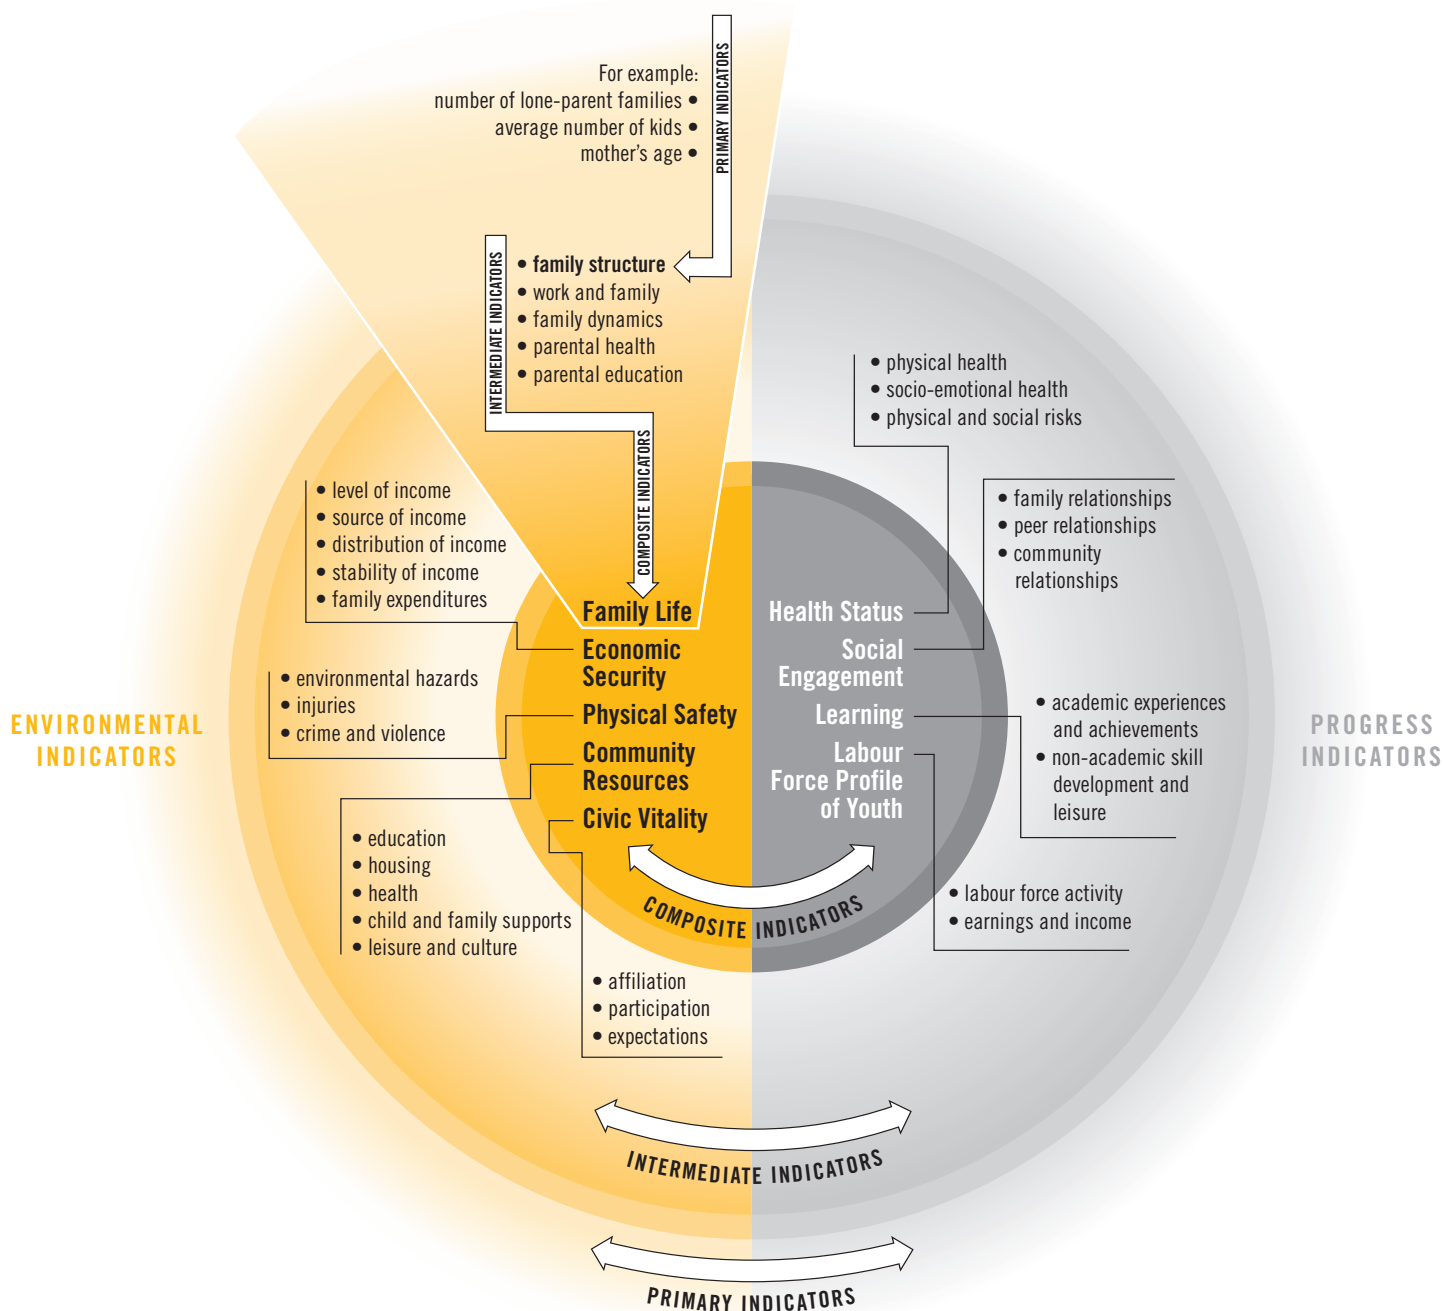 PRIMARY INDICATORS
For example:
number of lone-parent families •
average number of kids •
mother's age •
INTERMEDIATE INDICATORS
• family structure
• work and family
• family dynamics
• parental health
• parental education
COMPOSITE INDICATORS
• level of income
• source of income
• distribution of income
• stability of income
• family expenditures
• environmental hazards
• injuries
• crime and violence
ENVIRONMENTAL
INDICATORS
• education
• housing
• health
• child and family supports
• leisure and culture
• affiliation
• participation
• expectations
Family Life
Economic
Security
Physical Safety
Community
Resources
Civic Vitality
Health Status
Social
Engagement
Learning
Labour
Force Profile
of Youth
• physical health
• socio-emotional health
• physical and social risks
• family relationships
• peer relationships
• community
relationships
• academic experiences
and achievements
• non-academic skill
development and
leisure
• labour force activity
• earnings and income
PROGRESS
INDICATORS
COMPOSITE INDICATORS
INTERMEDIATE INDICATORS
PRIMARY INDICATORS